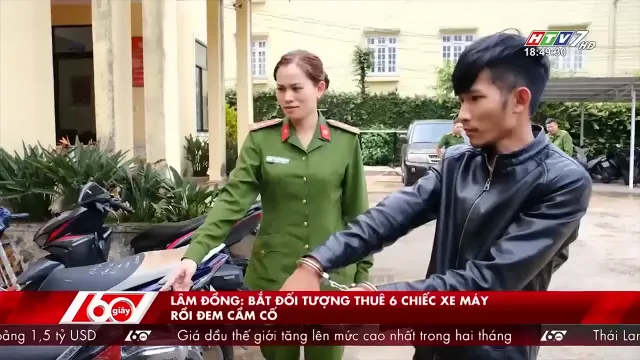 HTV7 HD
18:49:30
LÂM ĐỒNG: BẮT ĐỐI TƯỢNG THUÊ 6 CHIẾC XE MÁY
RỒI ĐEM CẦM CỐ
60 giây
bằng 1,5 tỷ USD Giá dầu thế giới tăng lên mức cao nhất trong hai tháng Thái La